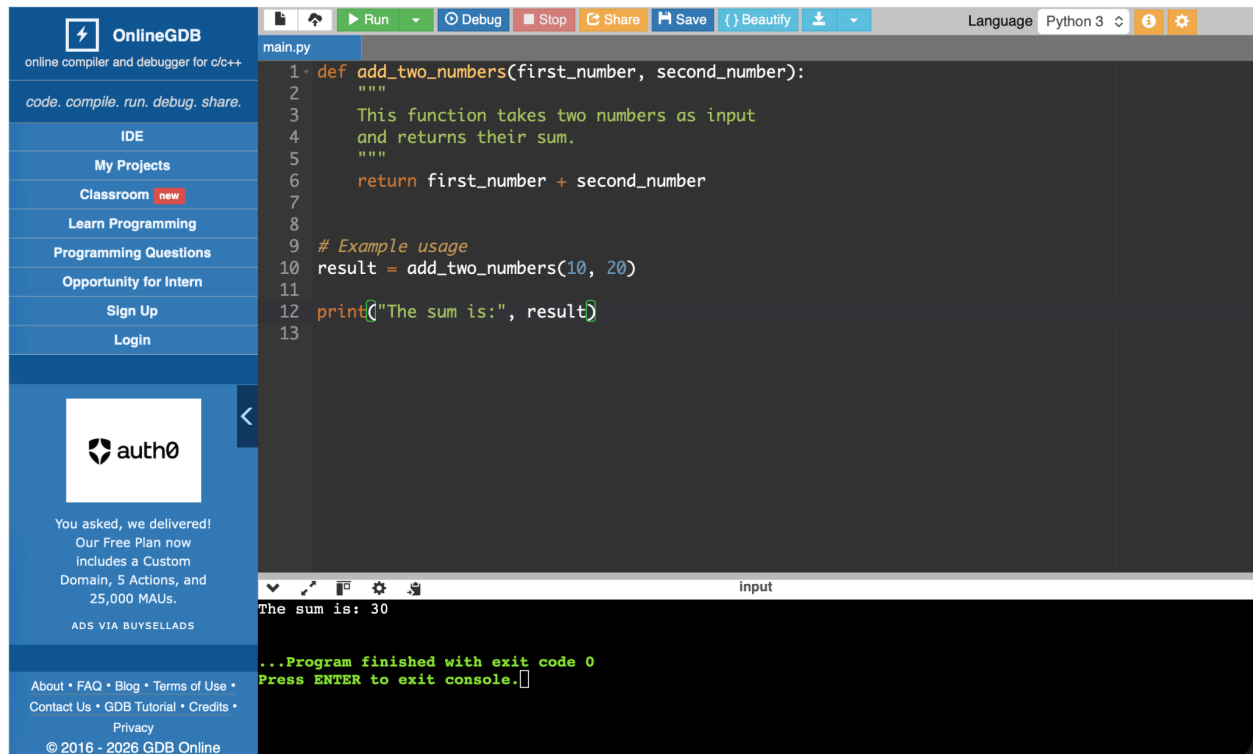 OnlineGDB
online compiler and debugger for c/c++
code. compile. run. debug. share.
IDE
My Projects
Classroom new
Learn Programming
Programming Questions
Opportunity for Intern
Sign Up
Login
auth0
You asked, we delivered!
Our Free Plan now
includes a Custom
Domain, 5 Actions, and
25,000 MAUs.
ADS VIA BUYSELLADS
About • FAQ • Blog • Terms of Use •
Contact Us • GDB Tutorial • Credits •
Privacy
© 2016 - 2026 GDB Online
Run Debug Stop Share Save { } Beautify Language Python 3
main.py
1 def add_two_numbers(first_number, second_number):
2     """
3     This function takes two numbers as input
4     and returns their sum.
5     """
6     return first_number + second_number
7
8
9 # Example usage
10 result = add_two_numbers(10, 20)
11
12 print("The sum is:", result)
13
input
The sum is: 30
...Program finished with exit code 0
Press ENTER to exit console.